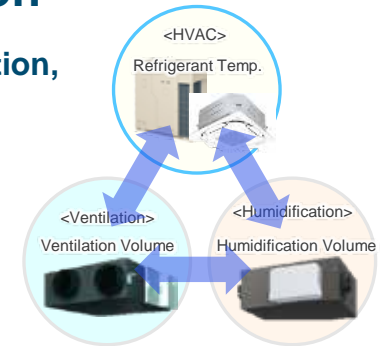 tion,
<HVAC>
Refrigerant Temp.
<Ventilation>
Ventilation Volume
<Humidification>
Humidification Volume